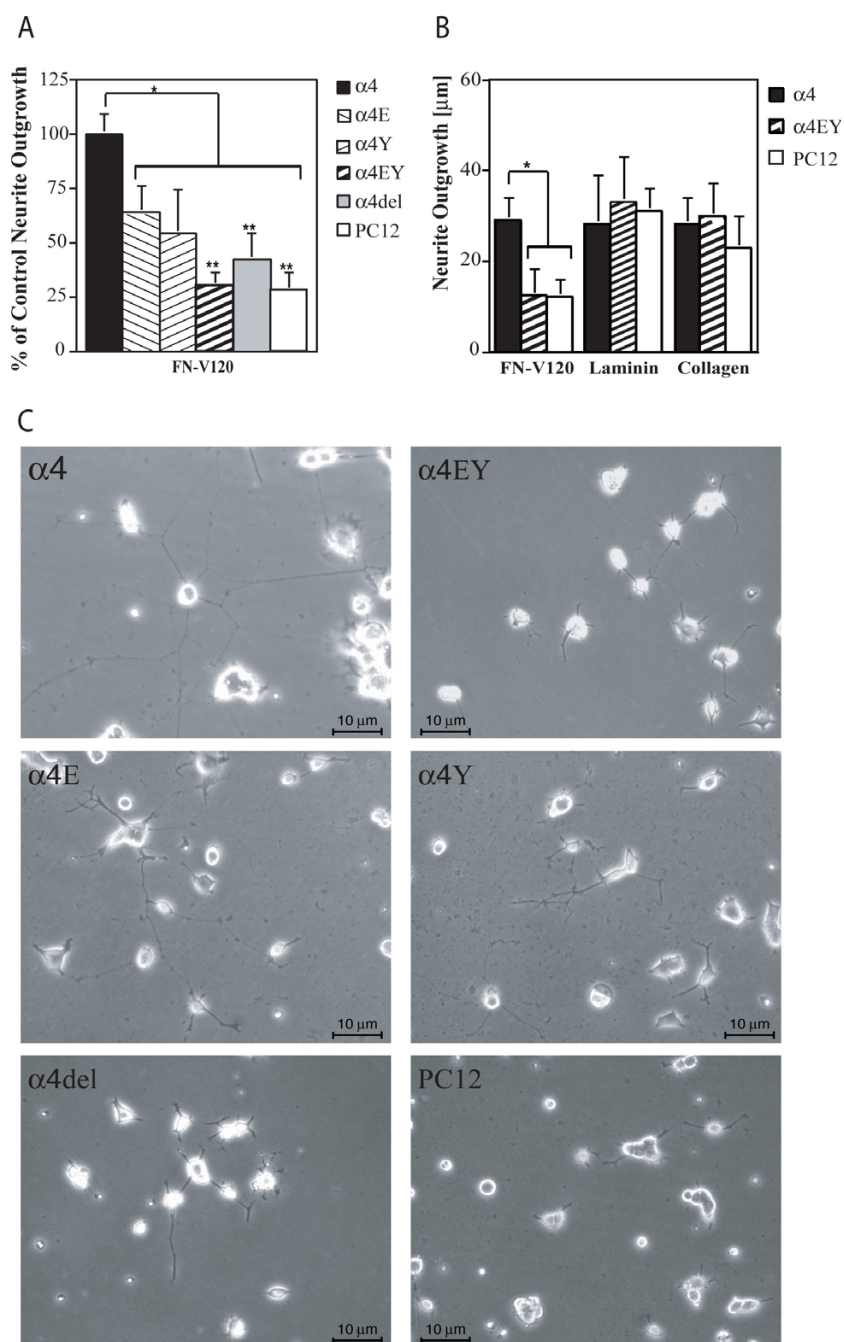 A
% of Control Neurite Outgrowth
125
100
75
50
25
0
*
**
**
**
FN-V120
α4
α4E
α4Y
α4EY
α4del
PC12
B
Neurite Outgrowth [μm]
60
40
20
0
*
FN-V120 Laminin Collagen
α4
α4EY
PC12
C
α4
10 μm
α4EY
10 μm
α4E
10 μm
α4Y
10 μm
α4del
10 μm
PC12
10 μm